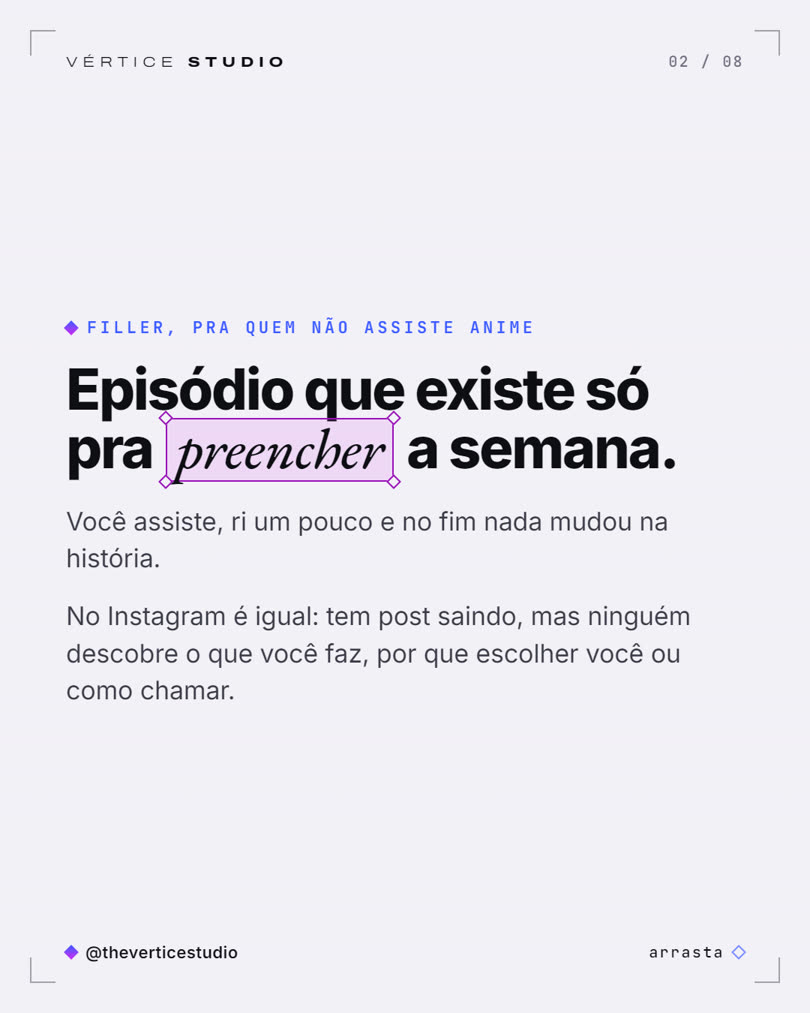 VÉRTICE STUDIO
02 / 08
FILLER, PRA QUEM NÃO ASSISTE ANIME
Episódio que existe só
pra preencher a semana.
Você assiste, ri um pouco e no fim nada mudou na
história.
No Instagram é igual: tem post saindo, mas ninguém
descobre o que você faz, por que escolher você ou
como chamar.
@theverticestudio
arrasta